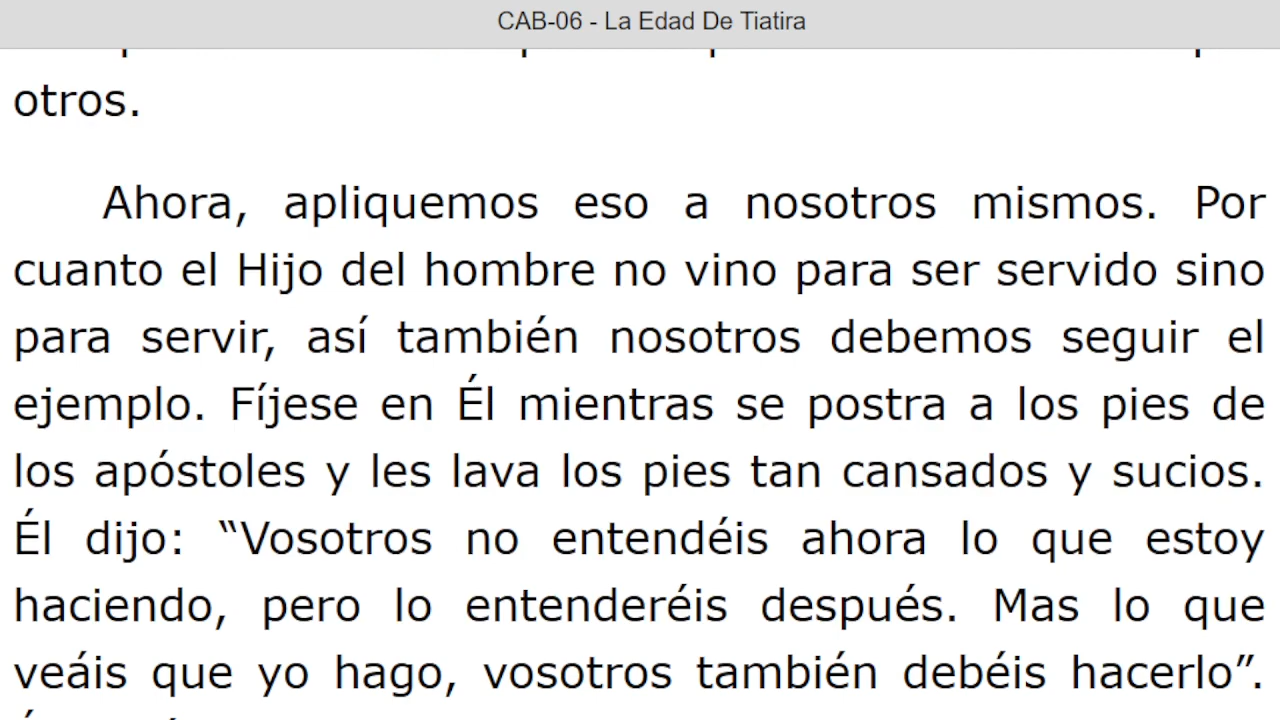 CAB-06 - La Edad De Tiatira
otros.
Ahora, apliquemos eso a nosotros mismos. Por
cuanto el Hijo del hombre no vino para ser servido sino
para servir, así también nosotros debemos seguir el
ejemplo. Fíjese en Él mientras se postra a los pies de
los apóstoles y les lava los pies tan cansados y sucios.
Él dijo: “Vosotros no entendéis ahora lo que estoy
haciendo, pero lo entenderéis después. Mas lo que
veáis que yo hago, vosotros también debéis hacerlo”.